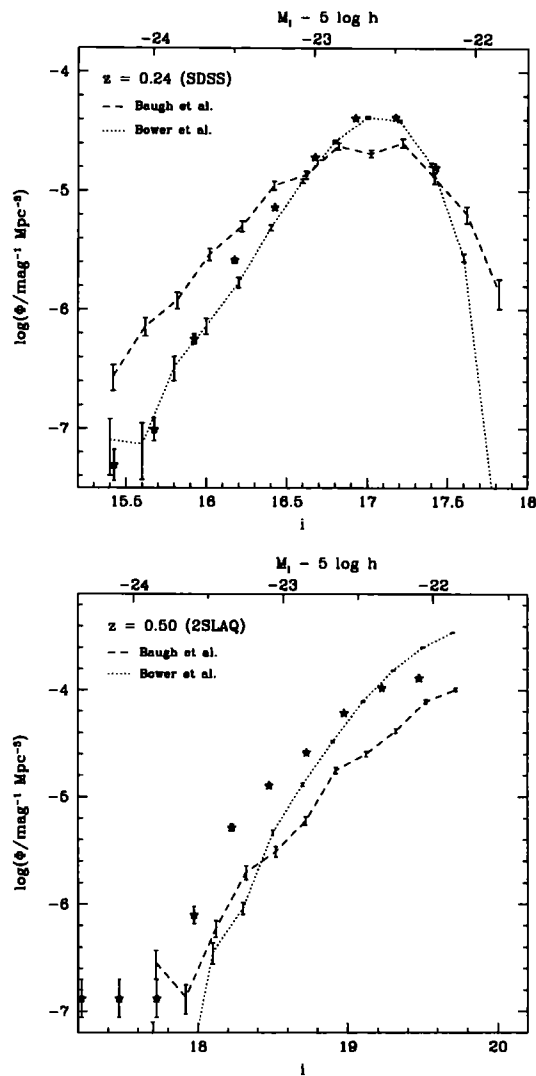 M_I − 5 log h
−24 −23 −22
z = 0.24 (SDSS)
Baugh et al.
Bower et al.
log(Φ/mag⁻¹ Mpc⁻³)
−4
−5
−6
−7
15.5 16 16.5 17 17.5 18
i
M_I − 5 log h
−24 −23 −22
z = 0.50 (2SLAQ)
Baugh et al.
Bower et al.
log(Φ/mag⁻¹ Mpc⁻³)
−4
−5
−6
−7
18 19 20
i